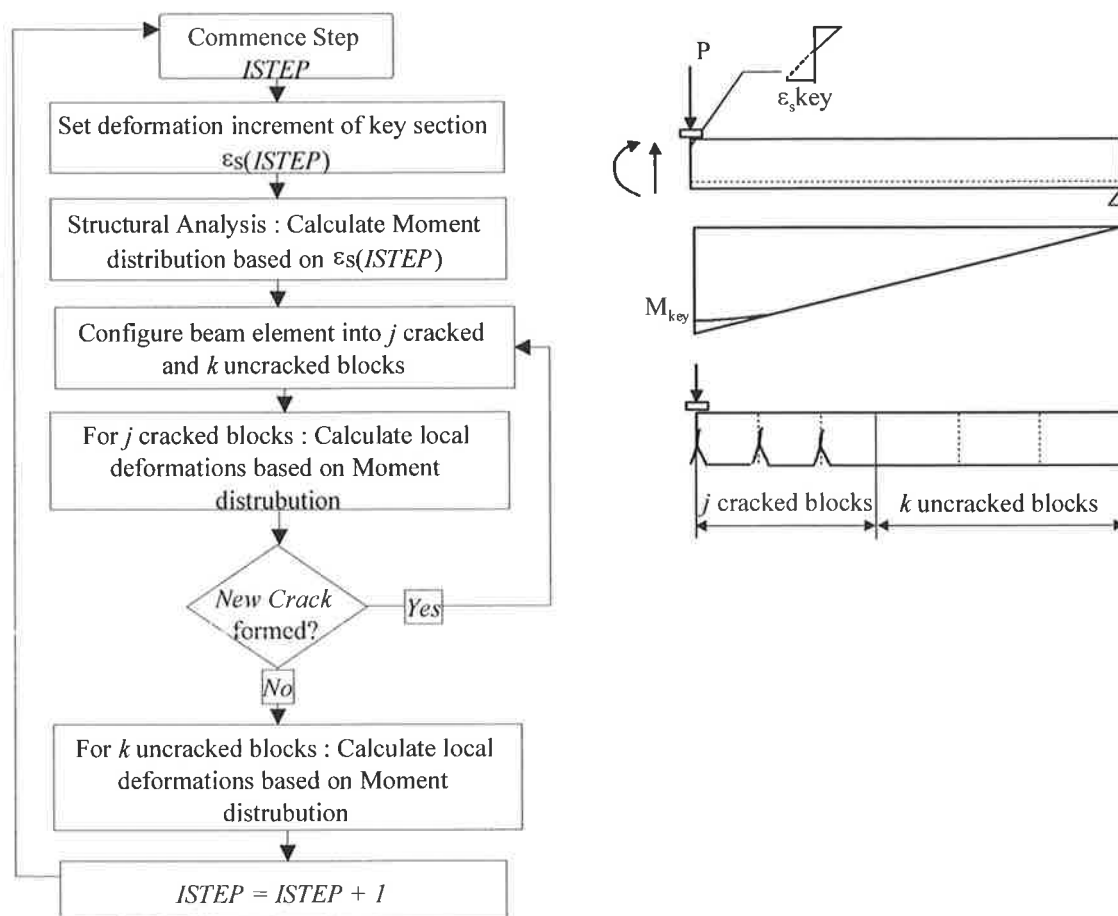 Commence Step
ISTEP
Set deformation increment of key section
εs(ISTEP)
Structural Analysis : Calculate Moment
distribution based on εs(ISTEP)
Configure beam element into j cracked
and k uncracked blocks
For j cracked blocks : Calculate local
deformations based on Moment
distrubution
New Crack
formed?
Yes
No
For k uncracked blocks : Calculate local
deformations based on Moment
distrubution
ISTEP = ISTEP + 1
P
εskey
Mkey
j cracked blocks
k uncracked blocks